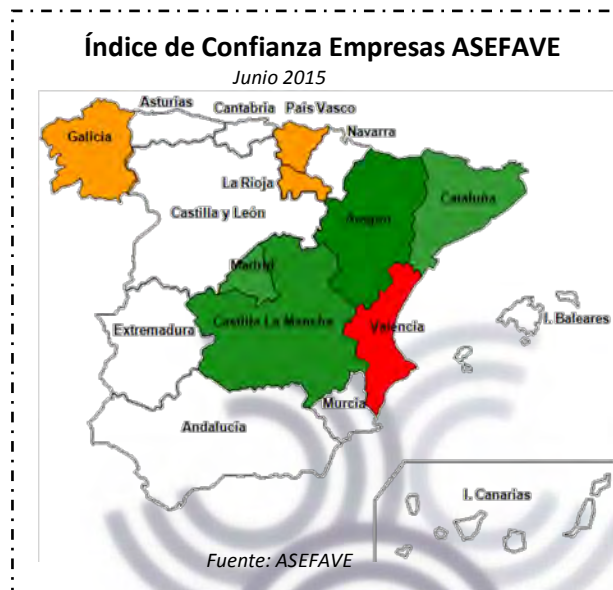 Índice de Confianza Empresas ASEFAVE
Junio 2015
Asturias
Cantabria
País Vasco
Galicia
Navarra
La Rioja
Cataluña
Aragon
Castilla y León
Madrid
Castilla La Mancha
Valencia
I. Baleares
Extremadura
Murcia
Andalucía
I. Canarias
Fuente: ASEFAVE